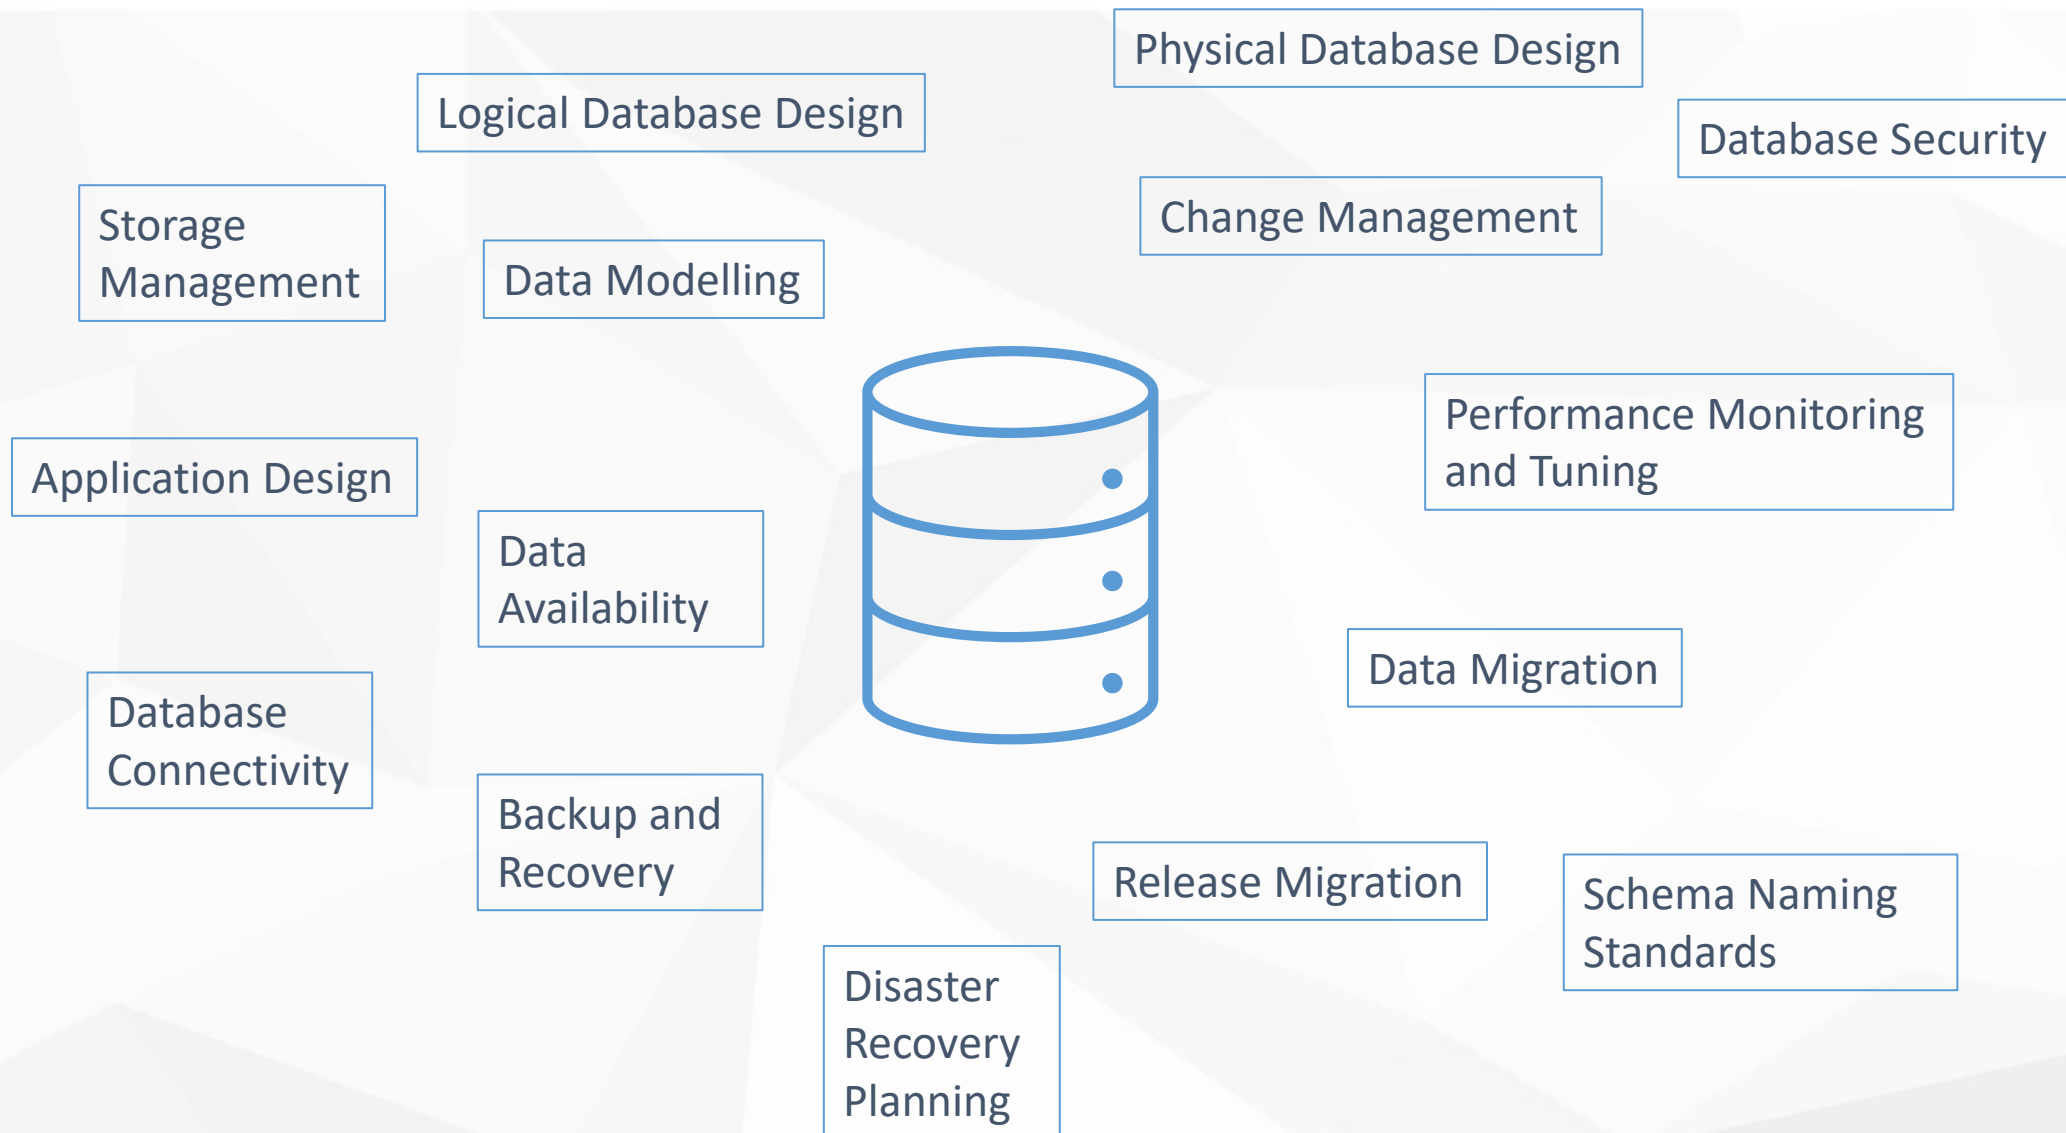 Physical Database Design
Logical Database Design
Database Security
Storage
Management
Change Management
Data Modelling
Performance Monitoring
and Tuning
Application Design
Data
Availability
Data Migration
Database
Connectivity
Backup and
Recovery
Release Migration
Schema Naming
Standards
Disaster
Recovery
Planning